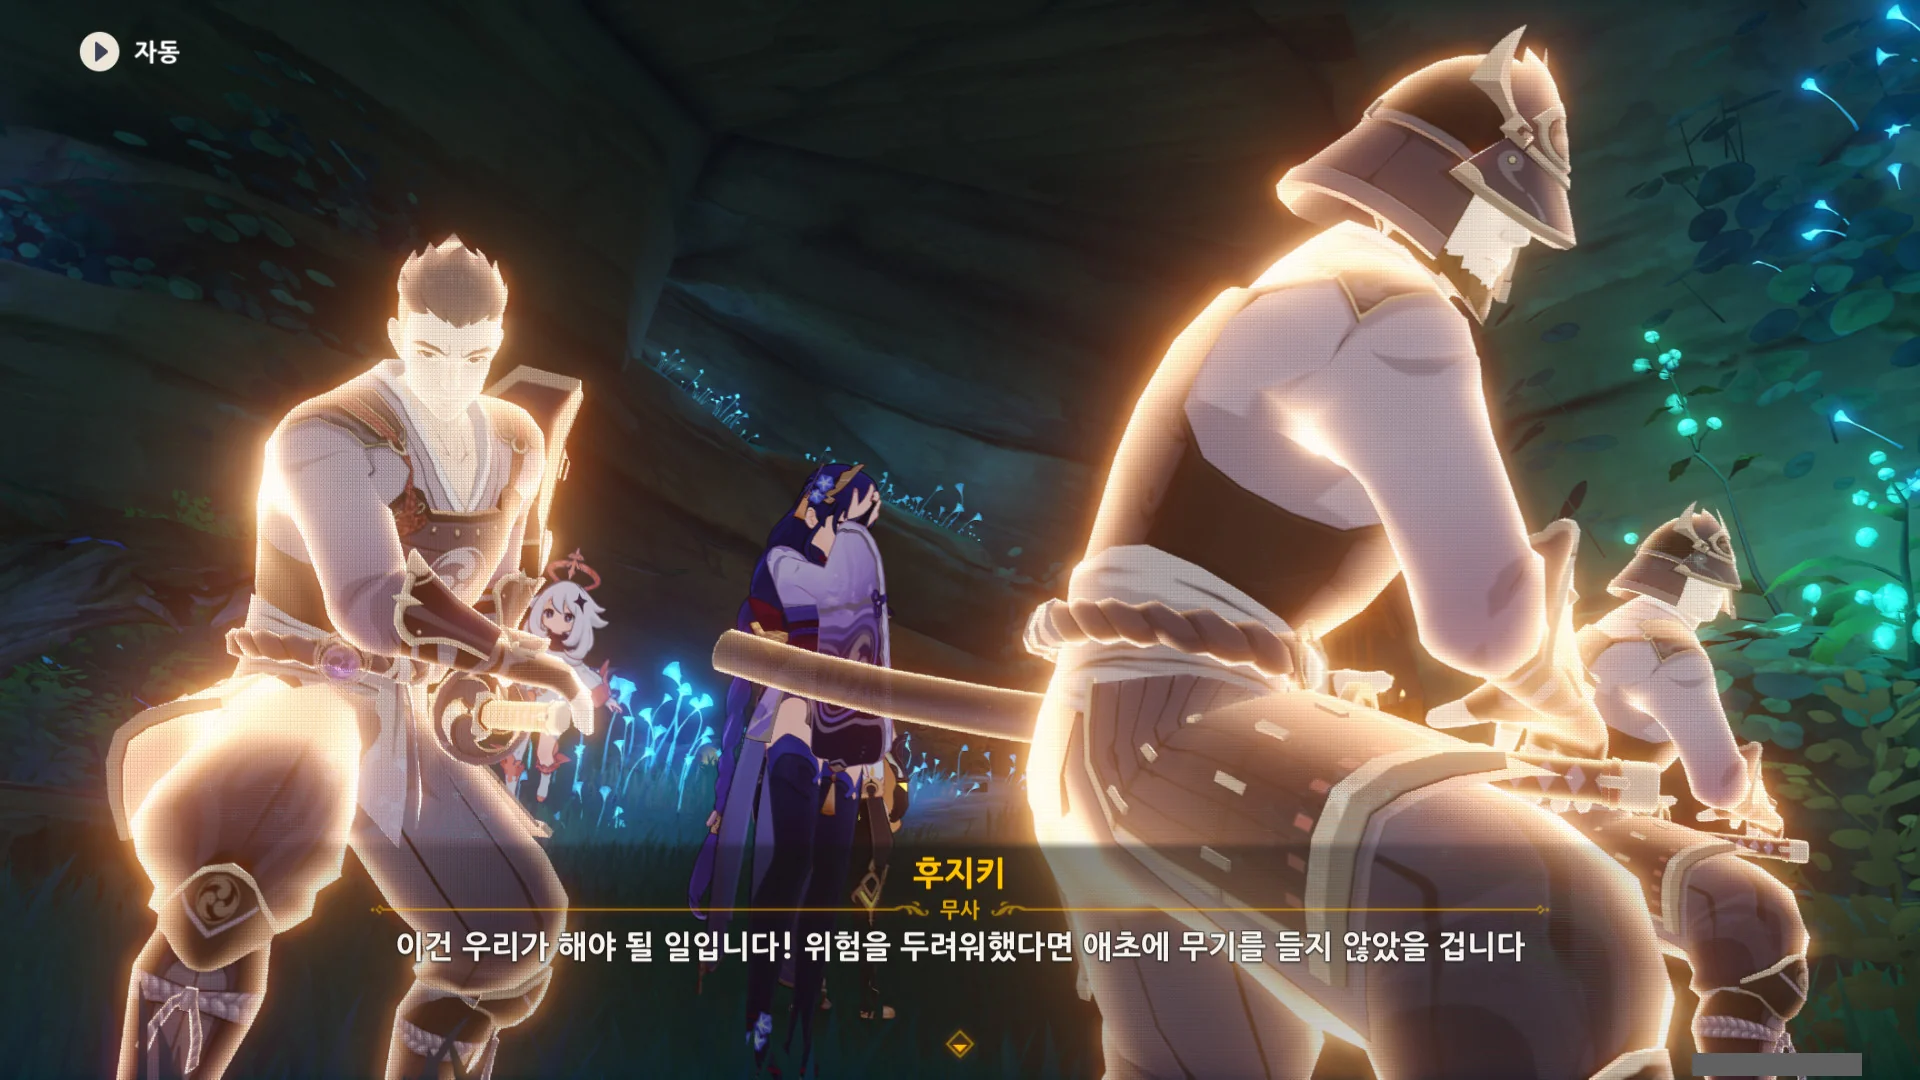 자동
후지키
무사
이건 우리가 해야 될 일입니다! 위험을 두려워했다면 애초에 무기를 들지 않았을 겁니다